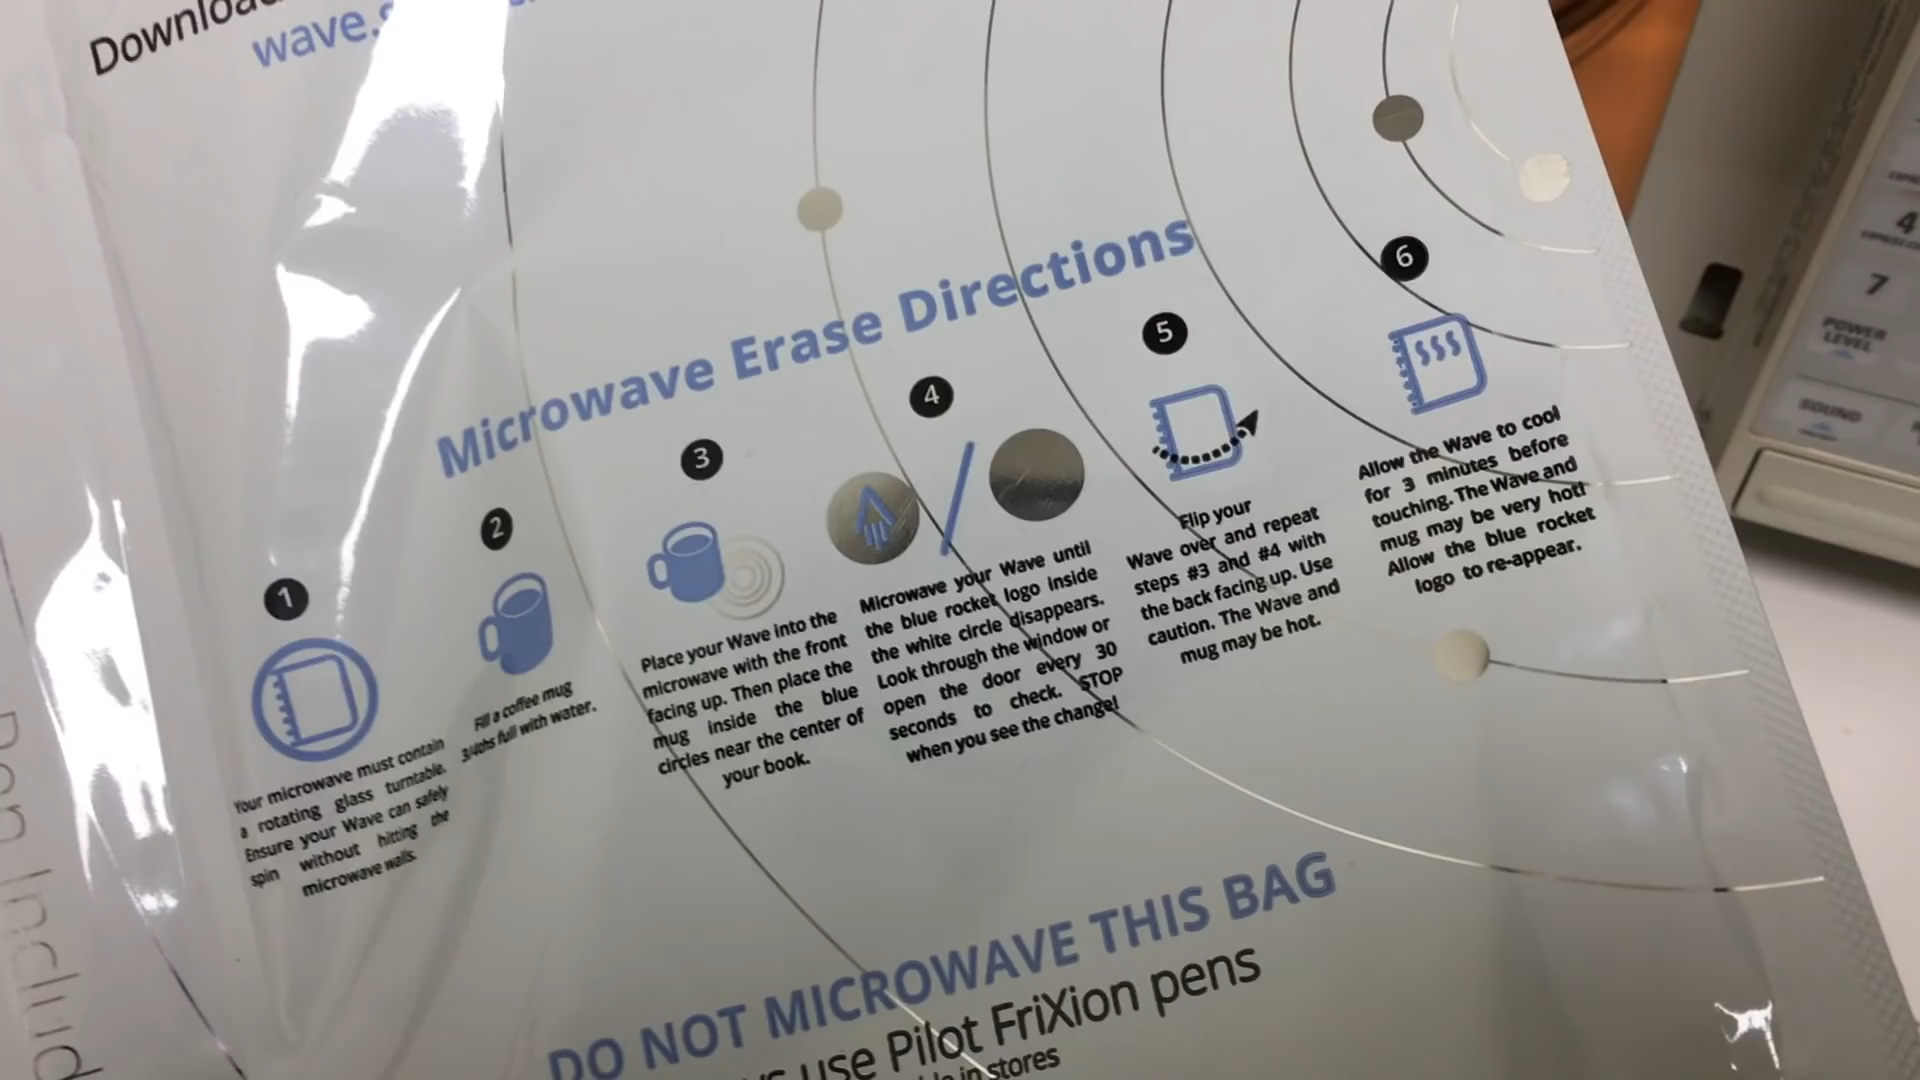 Download
wave.
Microwave Erase Directions
1
Your microwave must contain
a rotating glass turntable.
Ensure your Wave can safely
spin without hitting the
microwave walls.
2
Fill a coffee mug
3/4ths full with water.
3
Place your Wave into the
microwave with the front
facing up. Then place the
mug inside the blue
circles near the center of
your book.
4
Microwave your Wave until
the blue rocket logo inside
the white circle disappears.
Look through the window or
open the door every 30
seconds to check. STOP
when you see the change!
5
Flip your
Wave over and repeat
steps #3 and #4 with
the back facing up. Use
caution. The Wave and
mug may be hot.
6
Allow the Wave to cool
for 3 minutes before
touching. The Wave and
mug may be very hot!
Allow the blue rocket
logo to re-appear.
DO NOT MICROWAVE THIS BAG
use Pilot FriXion pens
in stores
Pen Includ
4
7
POWER
LEVEL
SOUND